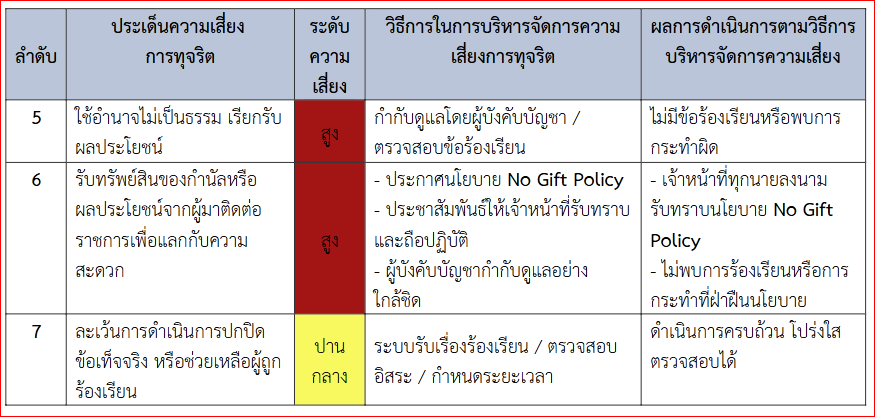 ลำดับ
ประเด็นความเสี่ยง
การทุจริต
ระดับ
ความ
เสี่ยง
วิธีการในการบริหารจัดการความ
เสี่ยงการทุจริต
ผลการดำเนินการตามวิธีการ
บริหารจัดการความเสี่ยง
5
ใช้อำนาจไม่เป็นธรรม เรียกรับ
ผลประโยชน์
สูง
กำกับดูแลโดยผู้บังคับบัญชา /
ตรวจสอบข้อร้องเรียน
ไม่มีข้อร้องเรียนหรือพบการ
กระทำผิด
6
รับทรัพย์สินของกำนัลหรือ
ผลประโยชน์จากผู้มาติดต่อ
ราชการเพื่อแลกกับความ
สะดวก
สูง
- ประกาศนโยบาย No Gift Policy
- ประชาสัมพันธ์ให้เจ้าหน้าที่รับทราบ
และถือปฏิบัติ
- ผู้บังคับบัญชากำกับดูแลอย่าง
ใกล้ชิด
- เจ้าหน้าที่ทุกนายลงนาม
รับทราบนโยบาย No Gift
Policy
- ไม่พบการร้องเรียนหรือการ
กระทำที่ฝ่าฝืนนโยบาย
7
ละเว้นการดำเนินการปกปิด
ข้อเท็จจริง หรือช่วยเหลือผู้ถูก
ร้องเรียน
ปาน
กลาง
ระบบรับเรื่องร้องเรียน / ตรวจสอบ
อิสระ / กำหนดระยะเวลา
ดำเนินการครบถ้วน โปร่งใส
ตรวจสอบได้